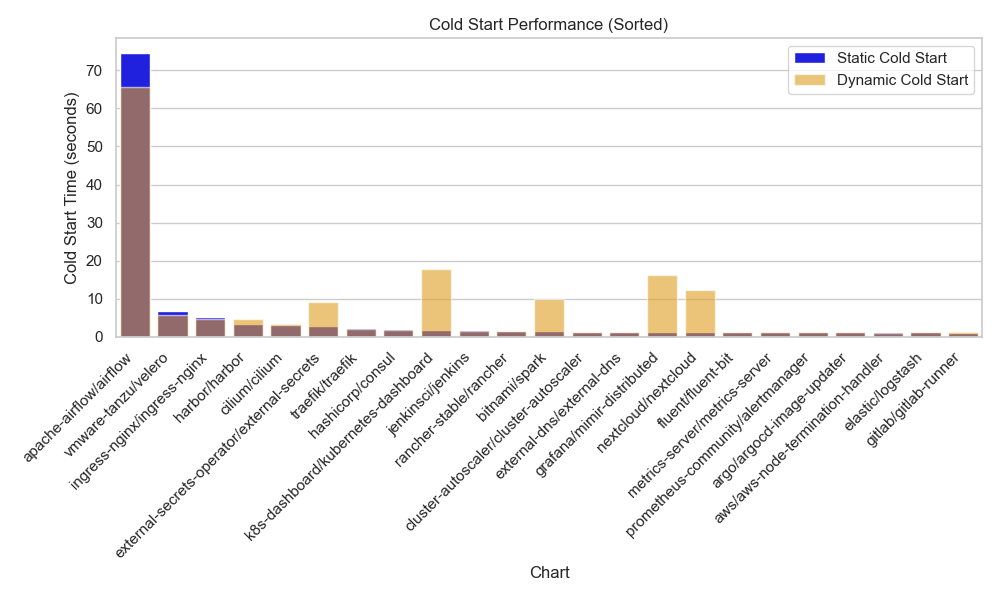 Cold Start Performance (Sorted)
Static Cold Start
Dynamic Cold Start
Cold Start Time (seconds)
70
60
50
40
30
20
10
0
apache-airflow/airflow
vmware-tanzu/velero
ingress-nginx/ingress-nginx
harbor/harbor
cilium/cilium
external-secrets-operator/external-secrets
traefik/traefik
hashicorp/consul
k8s-dashboard/kubernetes-dashboard
jenkinsci/jenkins
rancher-stable/rancher
bitnami/spark
cluster-autoscaler/cluster-autoscaler
external-dns/external-dns
grafana/mimir-distributed
nextcloud/nextcloud
fluent/fluent-bit
metrics-server/metrics-server
prometheus-community/alertmanager
argo/argocd-image-updater
aws/aws-node-termination-handler
elastic/logstash
gitlab/gitlab-runner
Chart